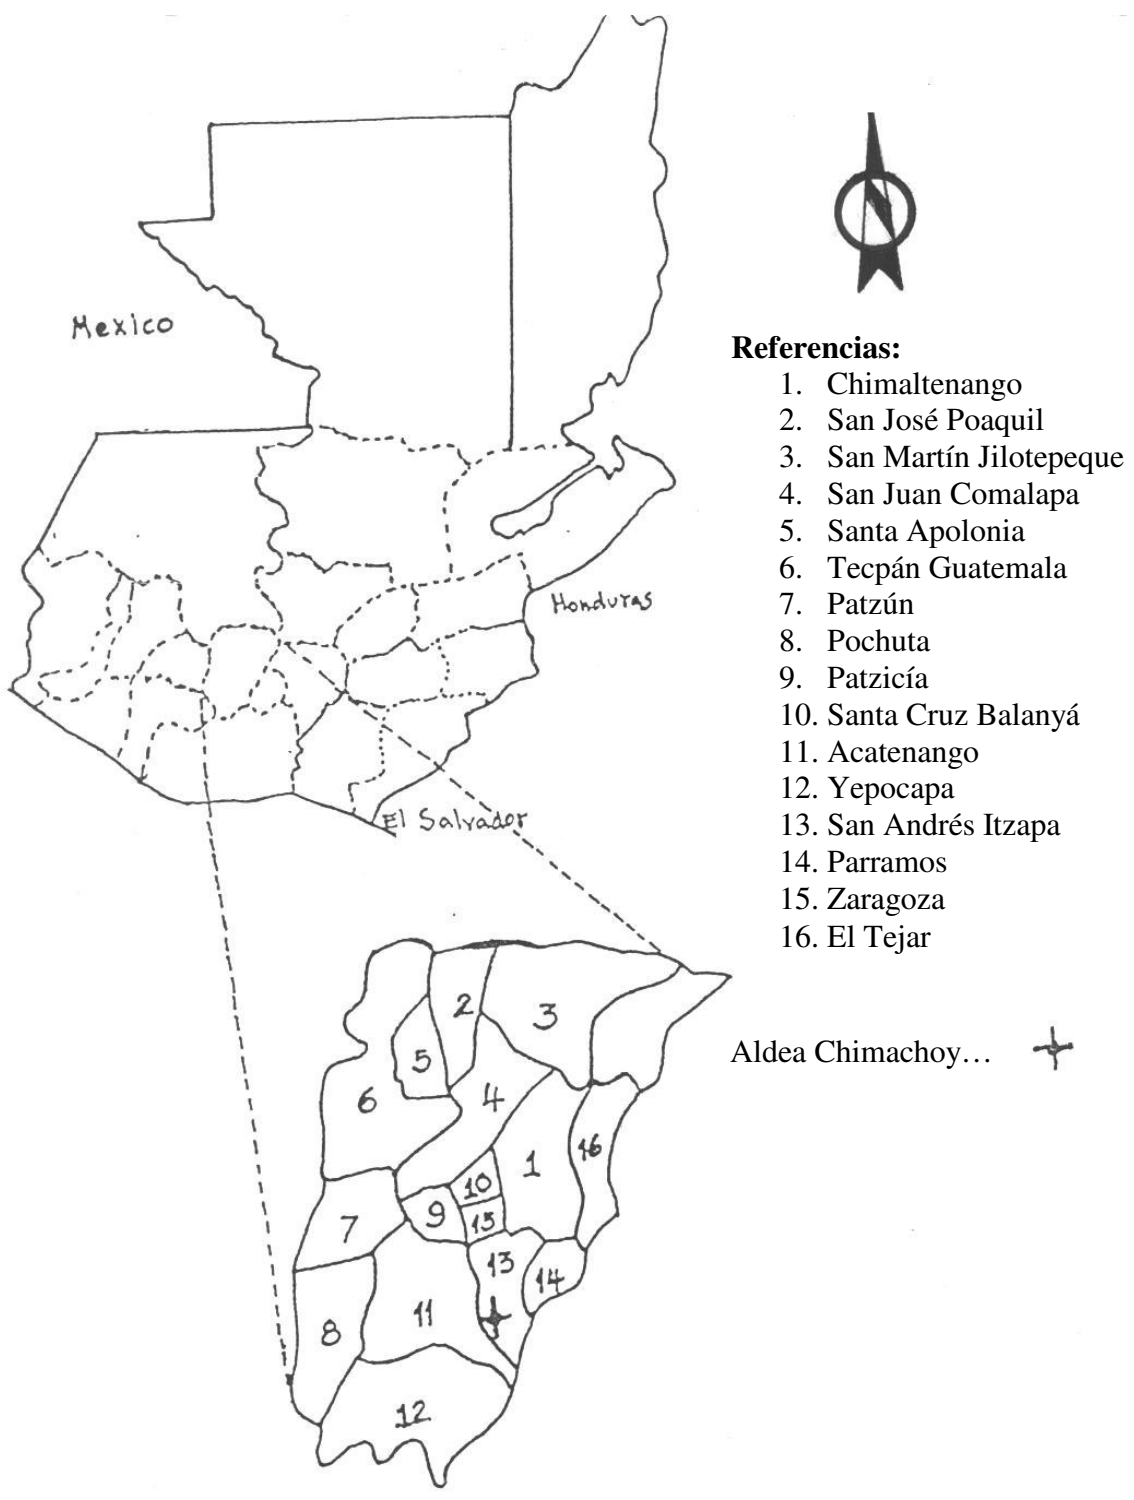 N
Mexico
Referencias:
1. Chimaltenango
2. San José Poaquil
3. San Martín Jilotepeque
4. San Juan Comalapa
5. Santa Apolonia
6. Tecpán Guatemala
7. Patzún
8. Pochuta
9. Patzicía
10. Santa Cruz Balanyá
11. Acatenango
12. Yepocapa
13. San Andrés Itzapa
14. Parramos
15. Zaragoza
16. El Tejar
Honduras
El Salvador
Aldea Chimachoy…
2
3
5
6
4
1
16
10
9
15
7
13
14
11
8
12